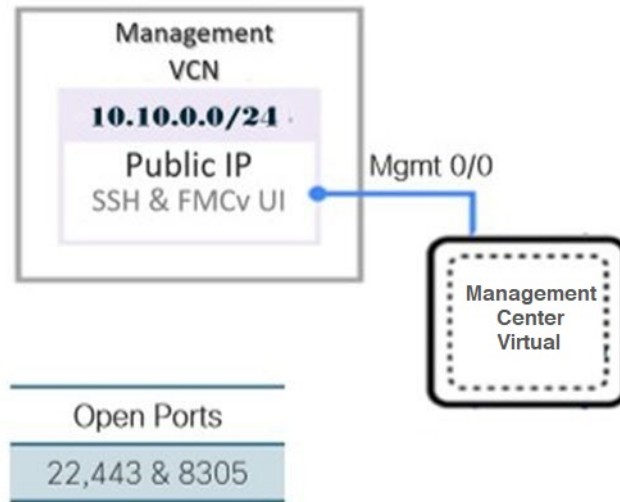 Management
VCN
10.10.0.0/24
Public IP
SSH & FMCv UI
Mgmt 0/0
Management
Center
Virtual
Open Ports
22,443 & 8305